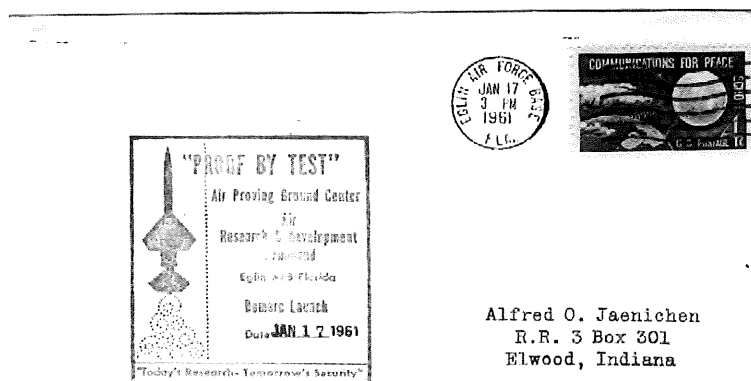 EGLIN AIR FORCE BASE
JAN 17
3 PM
1961
FLA.
COMMUNICATIONS FOR PEACE
ECHO I
U.S. POSTAGE
"PROOF BY TEST"
Air Proving Ground Center
Air
Research & Development
Command
Eglin AFB Florida
Bomarc Launch
Date JAN 17 1961
"Today's Research - Tomorrow's Security"
Alfred O. Jaenichen
R.R. 3 Box 301
Elwood, Indiana